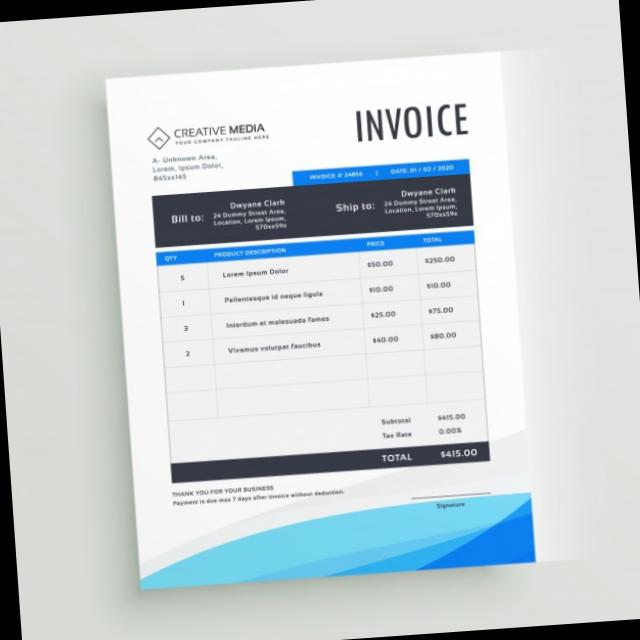 CREATIVE MEDIA
YOUR COMPANY TAGLINE HERE
INVOICE
A- Unknown Area,
Lorem, Ipsum Dolor,
845xx145
INVOICE # 24856 | DATE: 01 / 02 / 2020
Bill to: Dwyane Clark
24 Dummy Street Area,
Location, Lorem Ipsum,
570xx59x
Ship to: Dwyane Clark
24 Dummy Street Area,
Location, Lorem Ipsum,
570xx59x
QTY PRODUCT DESCRIPTION PRICE TOTAL
5 Lorem Ipsum Dolor $50.00 $250.00
1 Pellentesque id neque ligula $10.00 $10.00
3 Interdum et malesuada fames $25.00 $75.00
2 Vivamus volutpat faucibus $40.00 $80.00
Subtotal $415.00
Tax Rate 0.00%
TOTAL $415.00
THANK YOU FOR YOUR BUSINESS
Payment is due max 7 days after invoice without deduction.
Signature